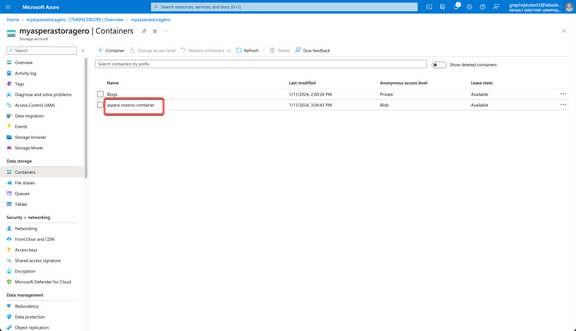 Microsoft Azure
Search resources, services, and docs (G+/)
graphyleutest3@labsde...
DEFAULT DIRECTORY (GRAPHQL...
Home > myasperastoragero_1704992390299 | Overview > myasperastoragero
myasperastoragero | Containers
Storage account
Search
Container
Change access level
Restore containers
Refresh
Delete
Give feedback
Search containers by prefix
Show deleted containers
Name
Last modified
Anonymous access level
Lease state
$logs
1/11/2024, 2:00:26 PM
Private
Available
aspera-rosorio-container
1/11/2024, 3:04:43 PM
Blob
Available
Overview
Activity log
Tags
Diagnose and solve problems
Access Control (IAM)
Data migration
Events
Storage browser
Storage Mover
Data storage
Containers
File shares
Queues
Tables
Security + networking
Networking
Front Door and CDN
Access keys
Shared access signature
Encryption
Microsoft Defender for Cloud
Data management
Redundancy
Data protection
Object replication